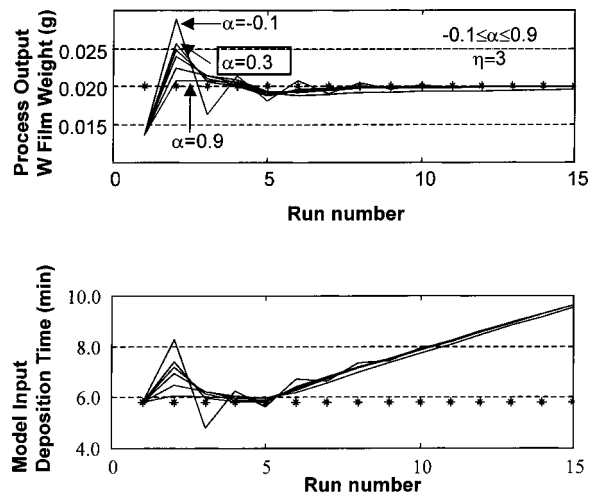 Process Output
W Film Weight (g)
0.025
0.020
0.015
α=-0.1
α=0.3
α=0.9
-0.1≤α≤0.9
η=3
0
5
10
15
Run number
Model Input
Deposition Time (min)
10.0
8.0
6.0
4.0
0
5
10
15
Run number